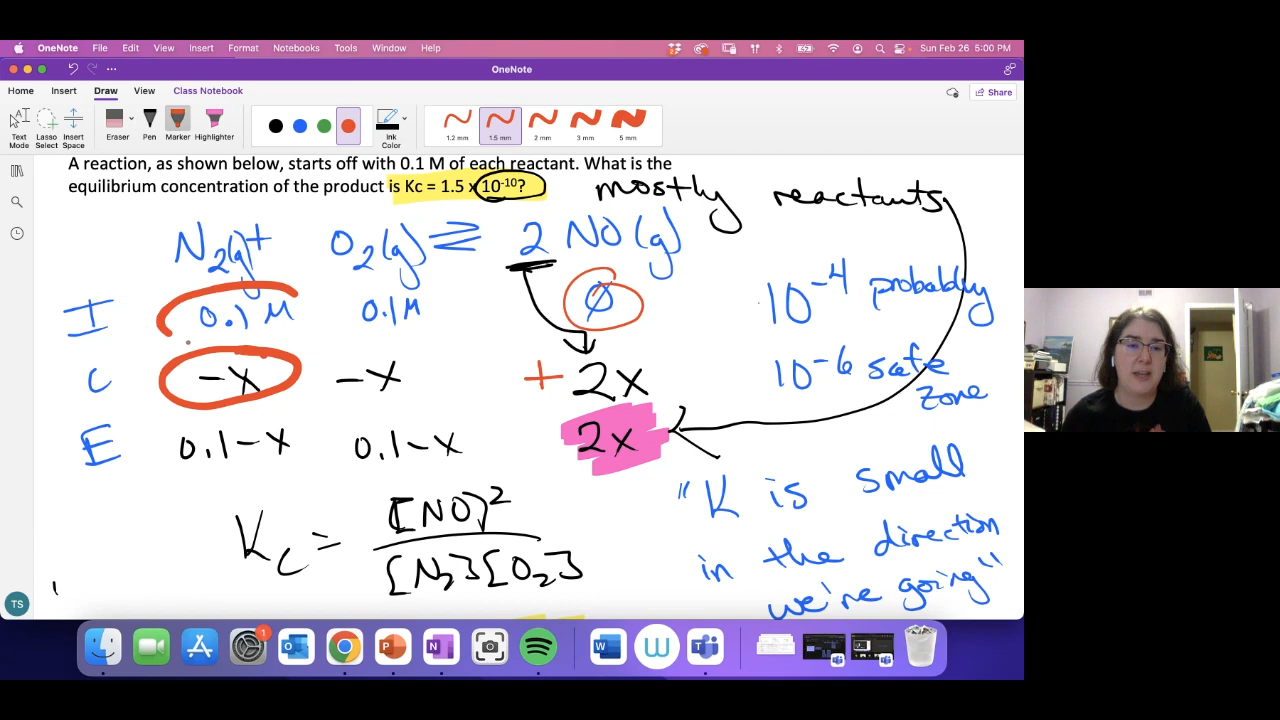 OneNote File Edit View Insert Format Notebooks Tools Window Help Sun Feb 26 5:00 PM
OneNote
Home Insert Draw View Class Notebook Share
Text Mode Lasso Select Insert Space Eraser Pen Marker Highlighter Ink Color 1.2 mm 1.5 mm 2 mm 3 mm 5 mm
A reaction, as shown below, starts off with 0.1 M of each reactant. What is the
equilibrium concentration of the product is Kc = 1.5 x 10⁻¹⁰?
mostly reactants
N₂(g) + O₂(g) ⇌ 2 NO(g)
I 0.1 M 0.1 M ∅
C -x -x +2x
E 0.1-x 0.1-x 2x
10⁻⁴ probably
10⁻⁶ safe
zone
Kc = [NO]² / [N₂][O₂]
"K is small
in the direction
we're going"
TS
1
W